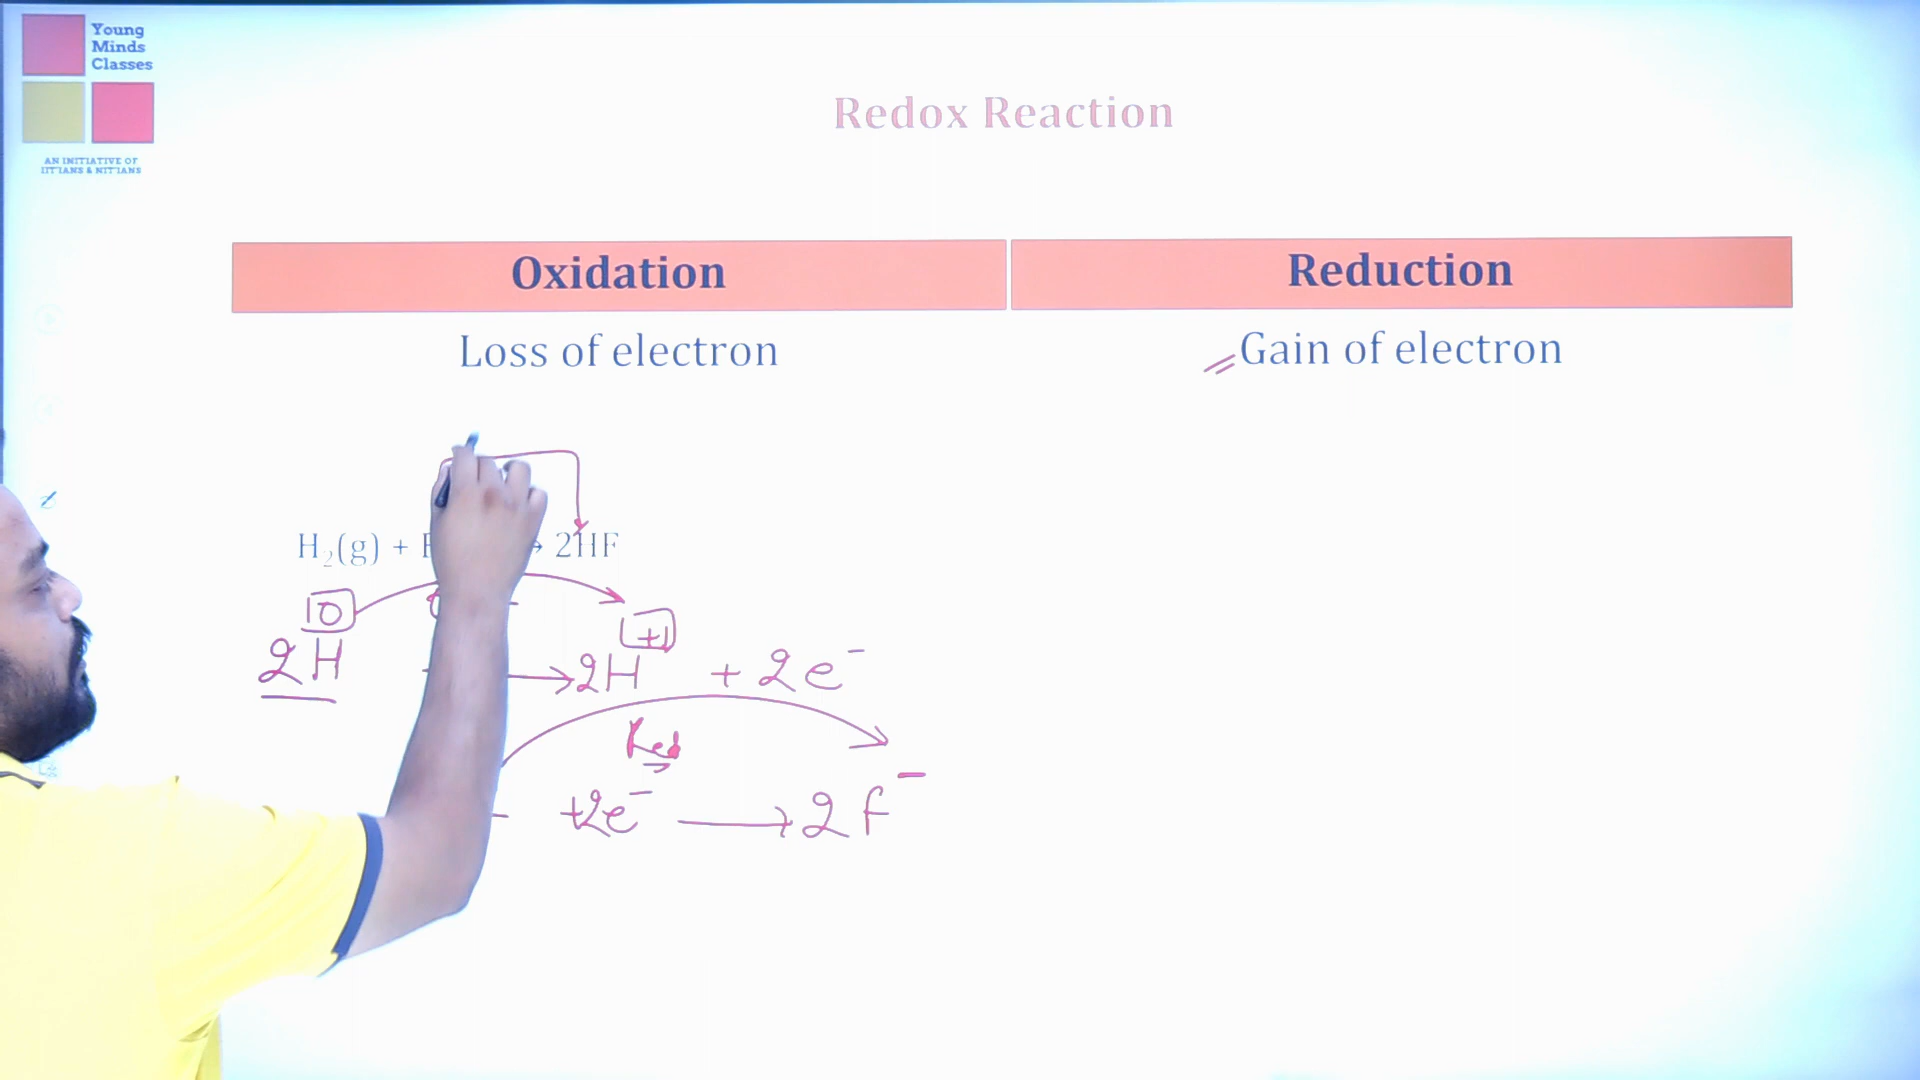 Young
Minds
Classes
AN INITIATIVE OF
IIT'IANS & NIT'IANS
Redox Reaction
Oxidation
Reduction
Loss of electron
Gain of electron
H₂(g) + → 2HF
0
+1
2H → 2H + 2e⁻
Red
+2e⁻ → 2f⁻